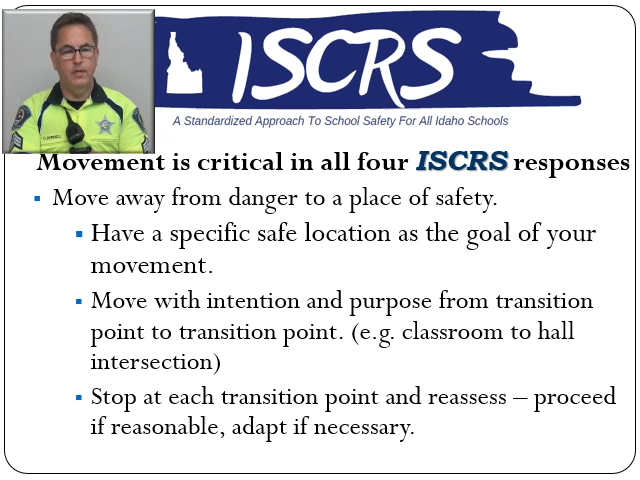 ISCRS
A Standardized Approach To School Safety For All Idaho Schools
Movement is critical in all four ISCRS responses
Move away from danger to a place of safety.
Have a specific safe location as the goal of your
movement.
Move with intention and purpose from transition
point to transition point. (e.g. classroom to hall
intersection)
Stop at each transition point and reassess – proceed
if reasonable, adapt if necessary.